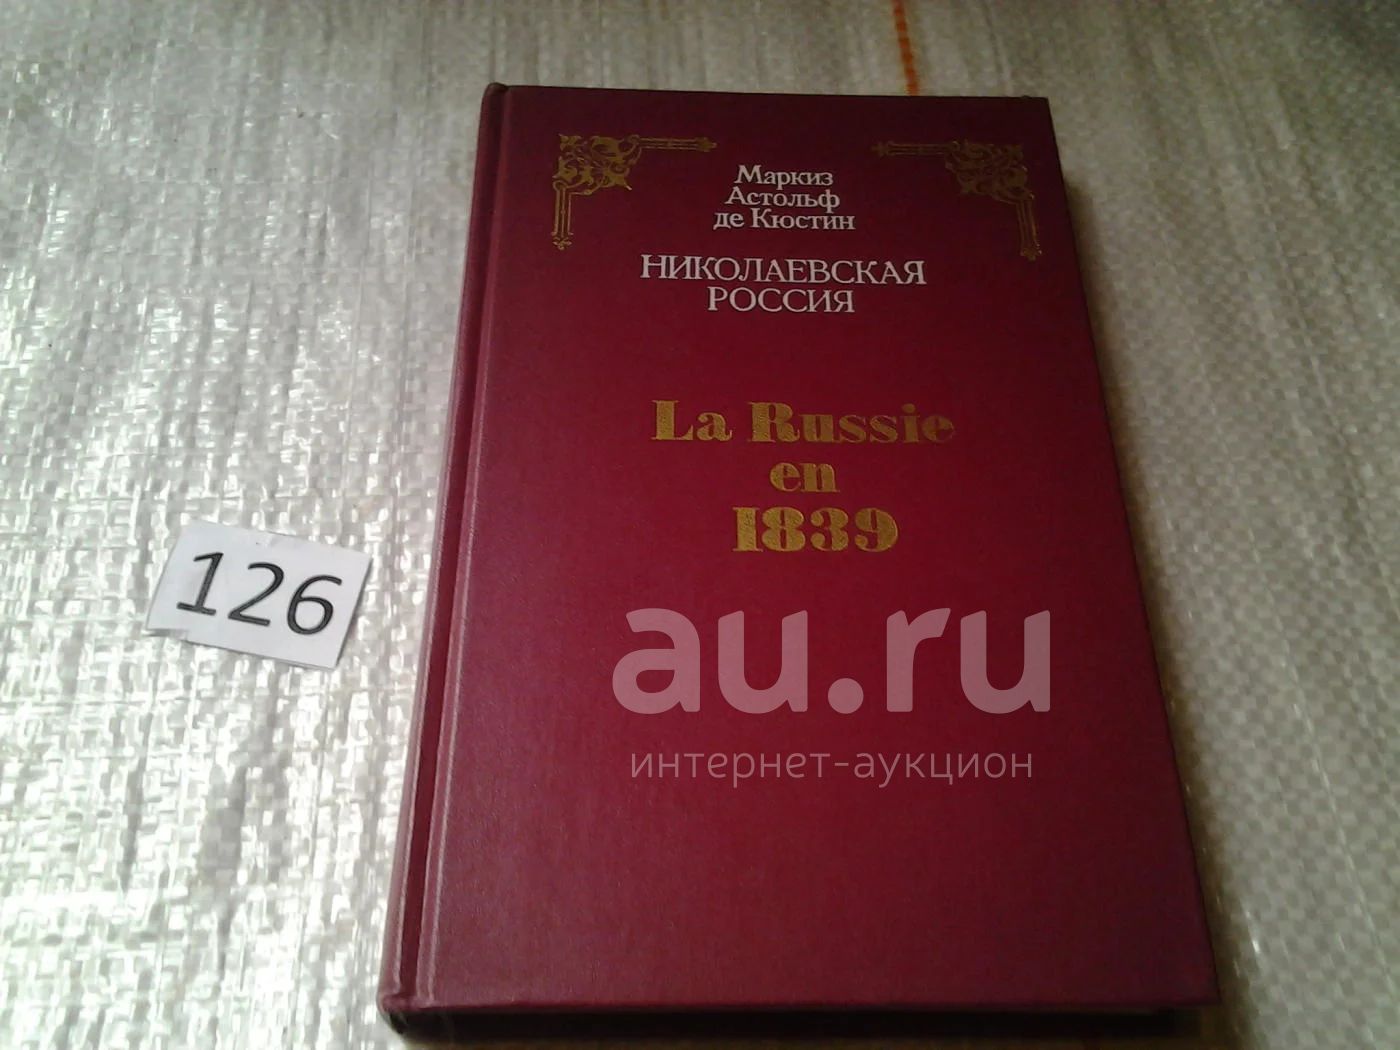 Маркиз
Астольф
де Кюстин
НИКОЛАЕВСКАЯ
РОССИЯ
La Russie
en
1839
126
au.ru
интернет-аукцион